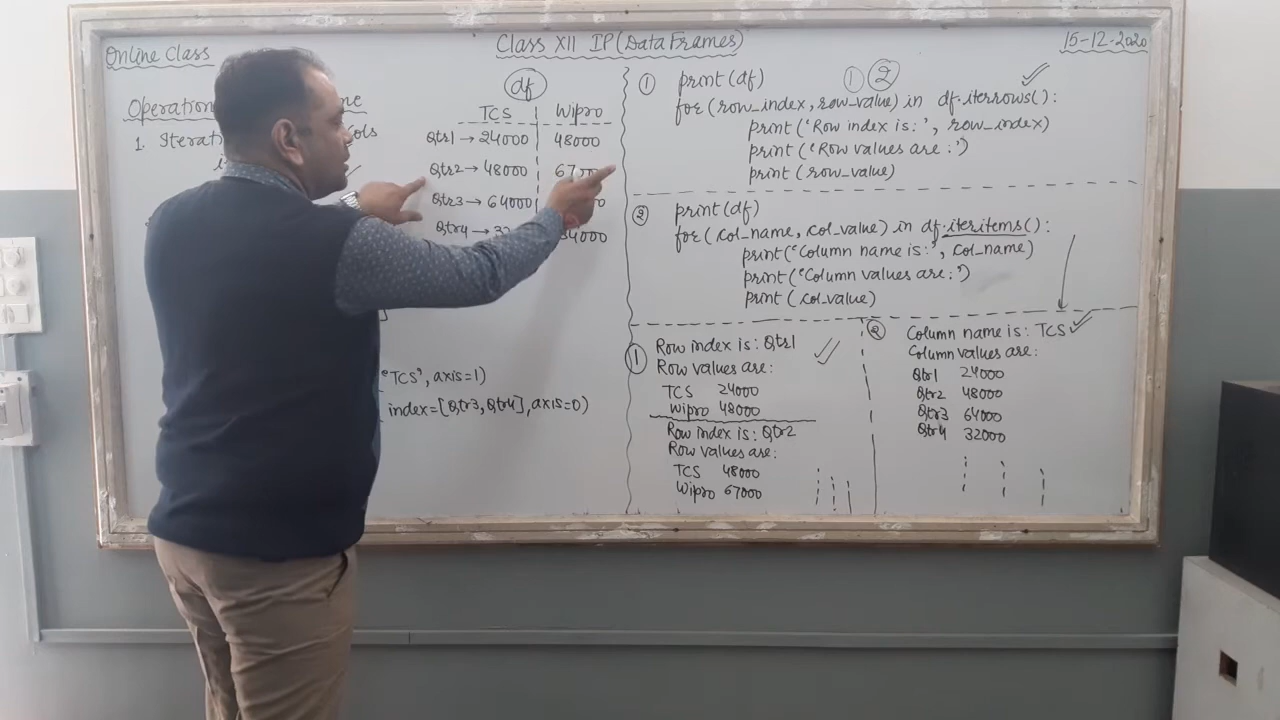 Online Class
Class XII IP (DataFrames)
15-12-2020
Operation
1. Iterat
df
TCS Wipro
Qtr1 → 24000 48000
Qtr2 → 48000
Qtr3 → 64000
Qtr4 →
① print (df)
① ②
for (row_index, row_value) in df.iterrows():
print('Row index is:', row_index)
print('Row values are:')
print (row_value)
② print(df)
for (col_name, col_value) in df.iteritems():
print('Column name is:', col_name)
print('Column values are:')
print (col_value)
'TCS', axis=1)
index=[Qtr3, Qtr4], axis=0)
① Row index is: Qtr1
Row values are:
TCS 24000
Wipro 48000
Row index is: Qtr2
Row values are:
TCS 48000
Wipro 67000
② Column name is: TCS
Column values are:
Qtr1 24000
Qtr2 48000
Qtr3 64000
Qtr4 32000